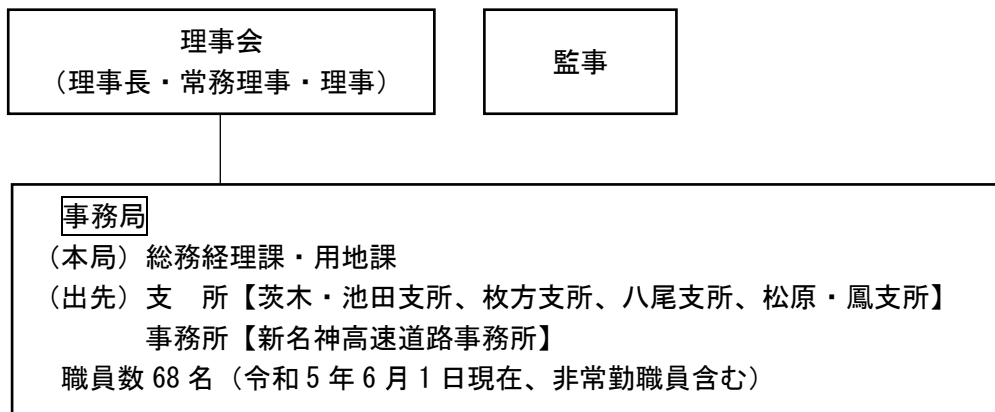 理事会
（理事長・常務理事・理事）
監事
事務局
（本局）総務経理課・用地課
（出先）支　所【茨木・池田支所、枚方支所、八尾支所、松原・鳳支所】
事務所【新名神高速道路事務所】
職員数 68 名（令和 5 年 6 月 1 日現在、非常勤職員含む）